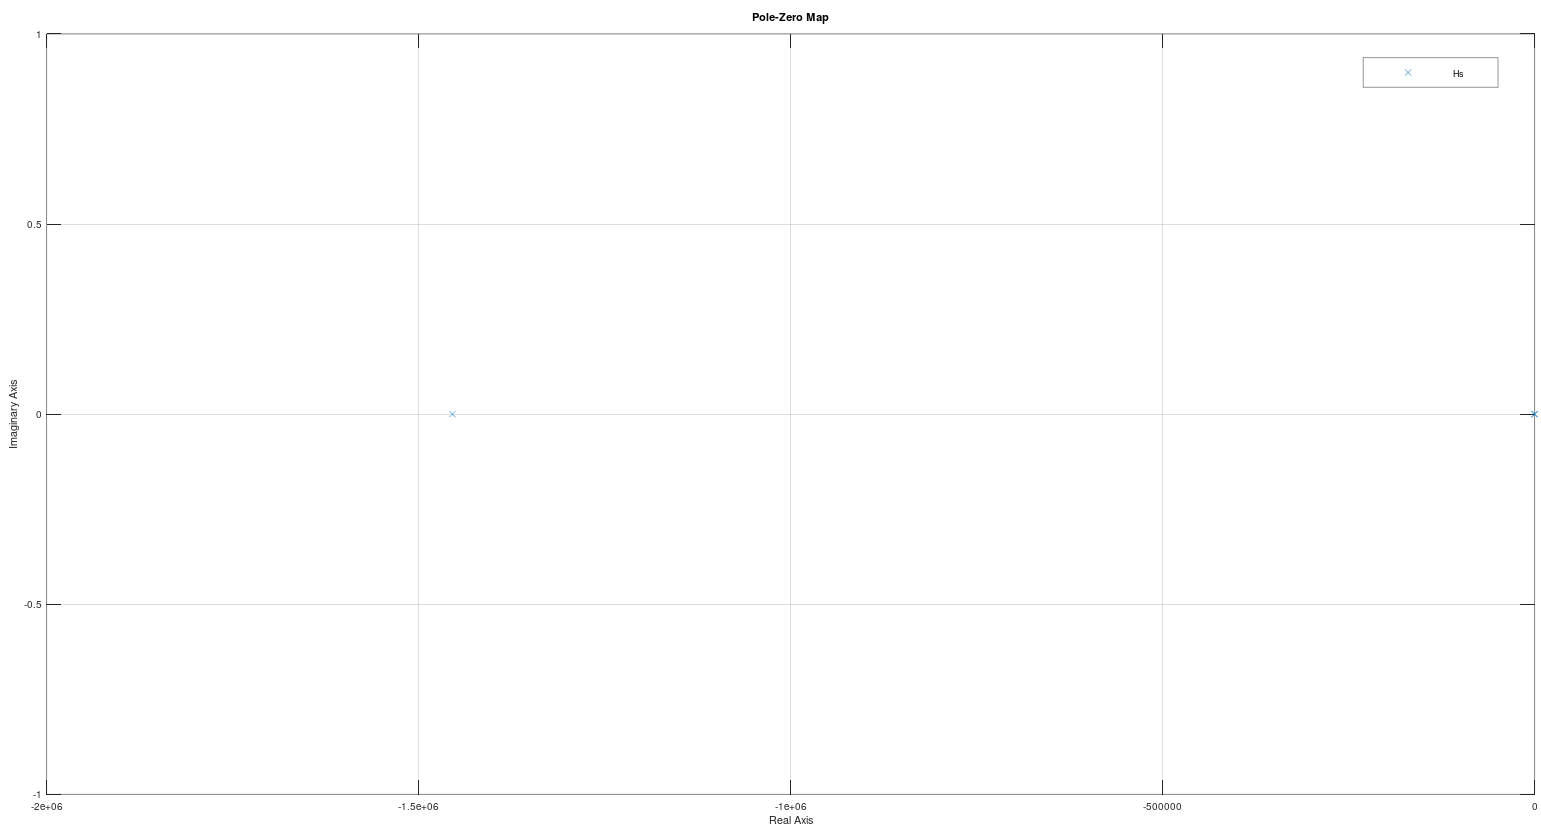 Pole-Zero Map
1
Hs
0.5
Imaginary Axis
0
-0.5
-1
-2e+06 -1.5e+06 -1e+06 -500000 0
Real Axis